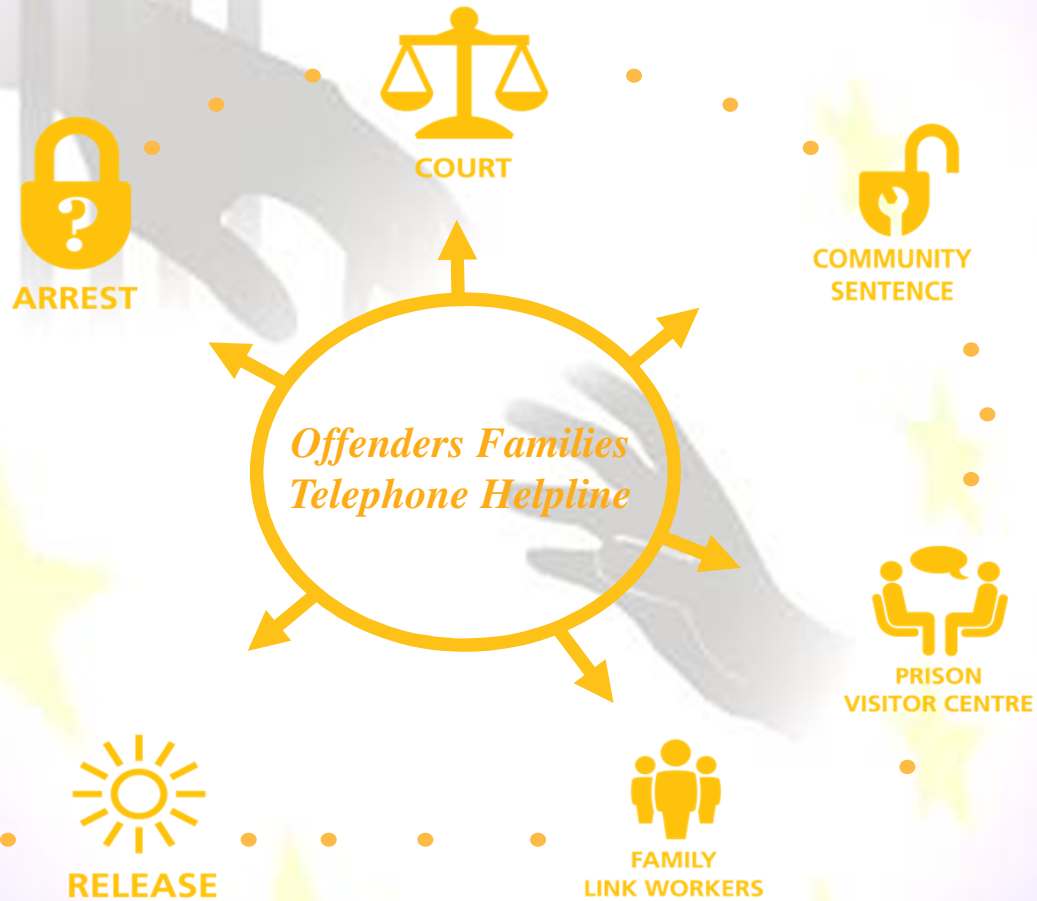 COURT
?
ARREST
COMMUNITY
SENTENCE
Offenders Families
Telephone Helpline
PRISON
VISITOR CENTRE
FAMILY
LINK WORKERS
RELEASE